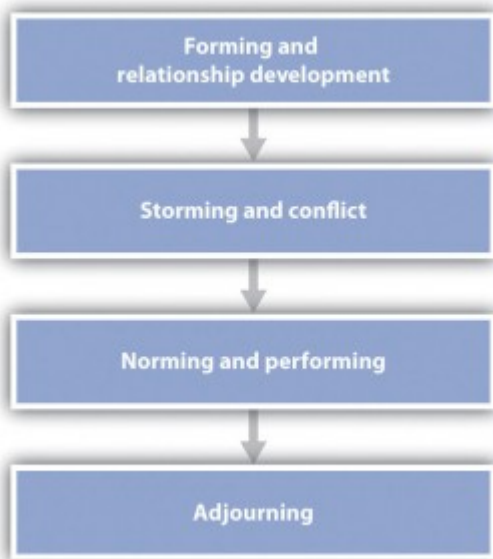 Forming and
relationship development
Storming and conflict
Norming and performing
Adjourning